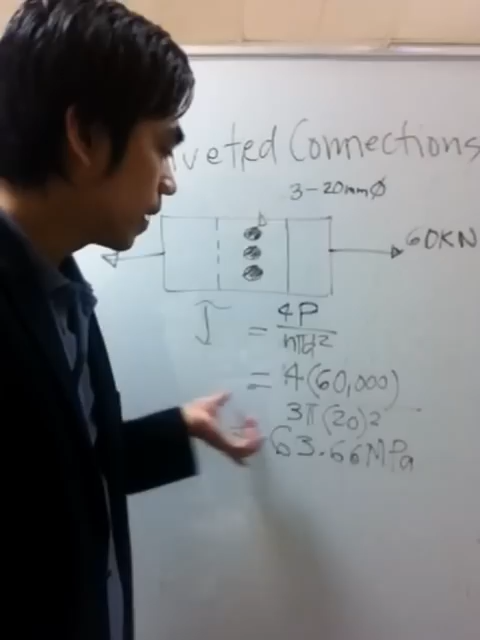 veted Connections
3-20mmØ
60KN
τ = 4P
nπd²
= 4(60,000)
3π(20)2
63.66MPa